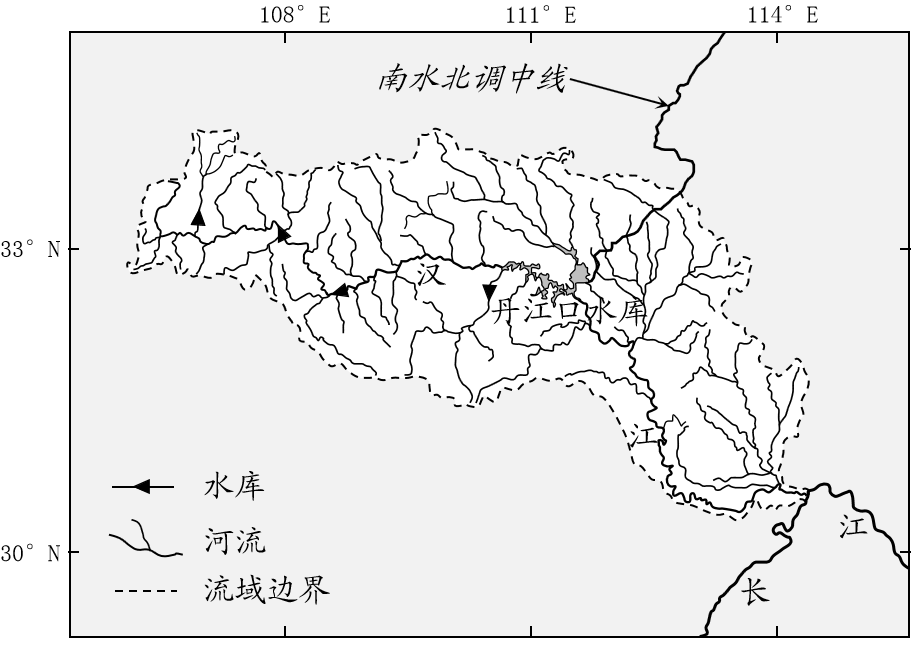 108° E 111° E 114° E
南水北调中线
33° N
汉
丹江口水库
江
水库
河流
江
30° N
流域边界
长